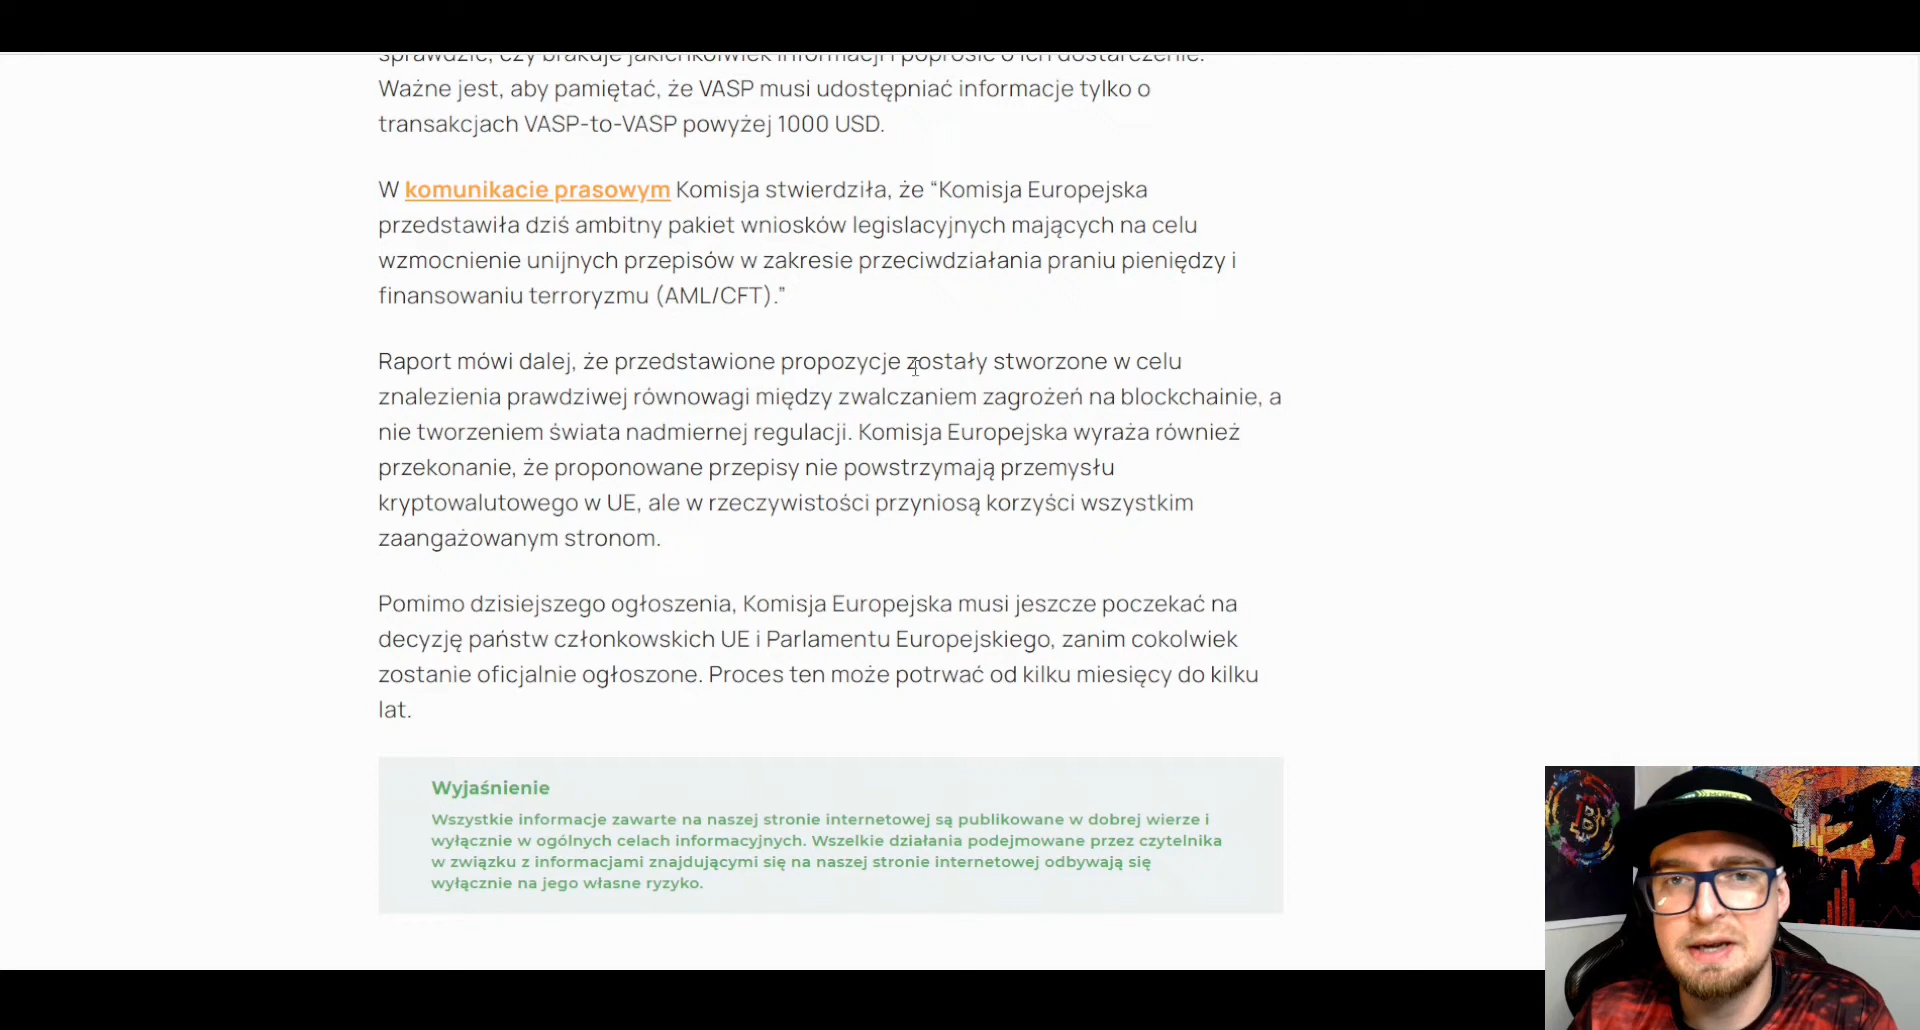 sprawdzić, czy brakuje jakichkolwiek informacji i poprosić o ich dostarczenie.
Ważne jest, aby pamiętać, że VASP musi udostępniać informacje tylko o
transakcjach VASP-to-VASP powyżej 1000 USD.
W komunikacie prasowym Komisja stwierdziła, że “Komisja Europejska
przedstawiła dziś ambitny pakiet wniosków legislacyjnych mających na celu
wzmocnienie unijnych przepisów w zakresie przeciwdziałania praniu pieniędzy i
finansowaniu terroryzmu (AML/CFT).”
Raport mówi dalej, że przedstawione propozycje zostały stworzone w celu
znalezienia prawdziwej równowagi między zwalczaniem zagrożeń na blockchainie, a
nie tworzeniem świata nadmiernej regulacji. Komisja Europejska wyraża również
przekonanie, że proponowane przepisy nie powstrzymają przemysłu
kryptowalutowego w UE, ale w rzeczywistości przyniosą korzyści wszystkim
zaangażowanym stronom.
Pomimo dzisiejszego ogłoszenia, Komisja Europejska musi jeszcze poczekać na
decyzję państw członkowskich UE i Parlamentu Europejskiego, zanim cokolwiek
zostanie oficjalnie ogłoszone. Proces ten może potrwać od kilku miesięcy do kilku
lat.
Wyjaśnienie
Wszystkie informacje zawarte na naszej stronie internetowej są publikowane w dobrej wierze i
wyłącznie w ogólnych celach informacyjnych. Wszelkie działania podejmowane przez czytelnika
w związku z informacjami znajdującymi się na naszej stronie internetowej odbywają się
wyłącznie na jego własne ryzyko.